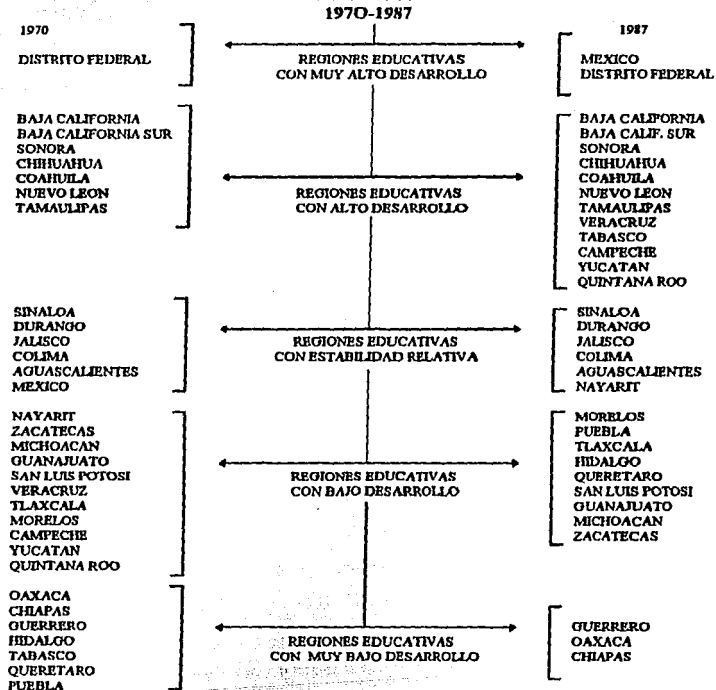 1970-1987
1970
1987
DISTRITO FEDERAL
REGIONES EDUCATIVAS
CON MUY ALTO DESARROLLO
MEXICO
DISTRITO FEDERAL
BAJA CALIFORNIA
BAJA CALIFORNIA SUR
SONORA
CHIHUAHUA
COAHUILA
NUEVO LEON
TAMAULIPAS
REGIONES EDUCATIVAS
CON ALTO DESARROLLO
BAJA CALIFORNIA
BAJA CALIF. SUR
SONORA
CHIHUAHUA
COAHUILA
NUEVO LEON
TAMAULIPAS
VERACRUZ
TABASCO
CAMPECHE
YUCATAN
QUINTANA ROO
SINALOA
DURANGO
JALISCO
COLIMA
AGUASCALIENTES
MEXICO
REGIONES EDUCATIVAS
CON ESTABILIDAD RELATIVA
SINALOA
DURANGO
JALISCO
COLIMA
AGUASCALIENTES
NAYARIT
NAYARIT
ZACATECAS
MICHOACAN
GUANAJUATO
SAN LUIS POTOSI
VERACRUZ
TLAXCALA
MORELOS
CAMPECHE
YUCATAN
QUINTANA ROO
REGIONES EDUCATIVAS
CON BAJO DESARROLLO
MORELOS
PUEBLA
TLAXCALA
HIDALGO
QUERETARO
SAN LUIS POTOSI
GUANAJUATO
MICHOACAN
ZACATECAS
OAXACA
CHIAPAS
GUERRERO
HIDALGO
TABASCO
QUERETARO
PUEBLA
REGIONES EDUCATIVAS
CON MUY BAJO DESARROLLO
GUERRERO
OAXACA
CHIAPAS